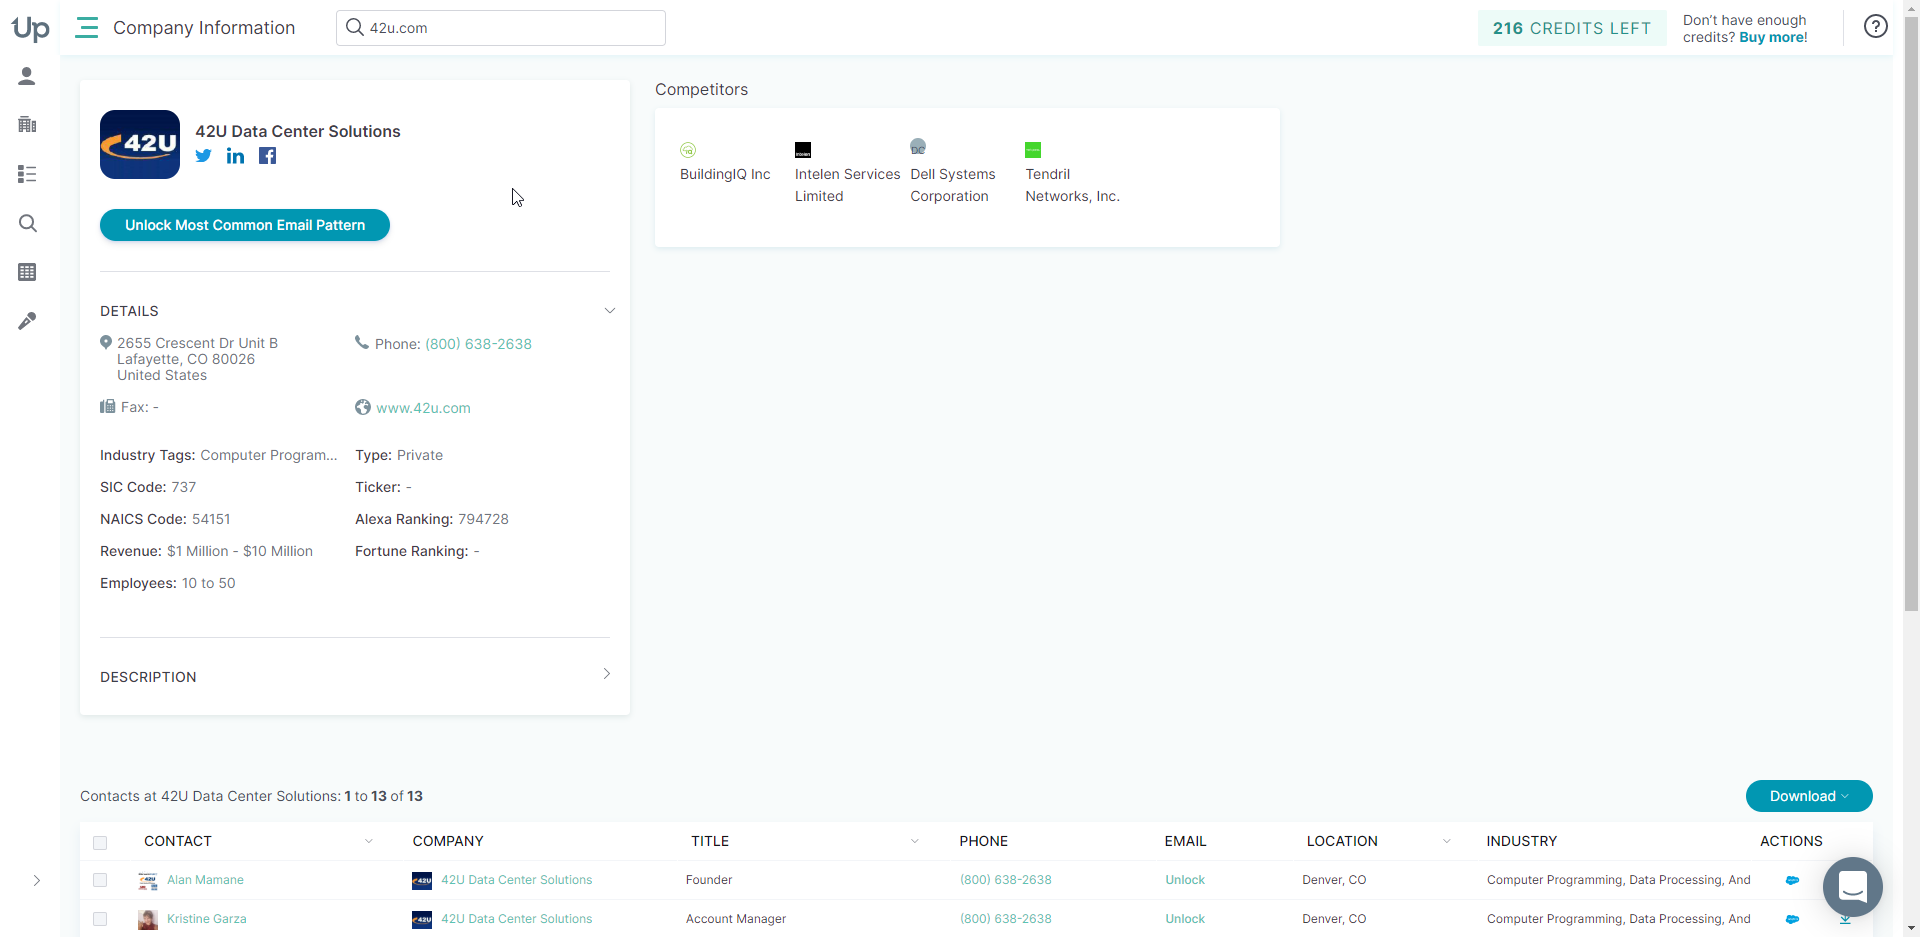 Up
Company Information
42u.com
216 CREDITS LEFT
Don't have enough
credits? Buy more!
?
42U
42U Data Center Solutions
Unlock Most Common Email Pattern
DETAILS
2655 Crescent Dr Unit B
Lafayette, CO 80026
United States
Phone: (800) 638-2638
Fax: -
www.42u.com
Industry Tags: Computer Program...
Type: Private
SIC Code: 737
Ticker: -
NAICS Code: 54151
Alexa Ranking: 794728
Revenue: $1 Million - $10 Million
Fortune Ranking: -
Employees: 10 to 50
DESCRIPTION
Competitors
BuildingIQ Inc
Intelen Services
Limited
DC
Dell Systems
Corporation
Tendril
Networks, Inc.
Contacts at 42U Data Center Solutions: 1 to 13 of 13
Download
CONTACT COMPANY TITLE PHONE EMAIL LOCATION INDUSTRY ACTIONS
Alan Mamane 42U 42U Data Center Solutions Founder (800) 638-2638 Unlock Denver, CO Computer Programming, Data Processing, And
Kristine Garza 42U 42U Data Center Solutions Account Manager (800) 638-2638 Unlock Denver, CO Computer Programming, Data Processing, And